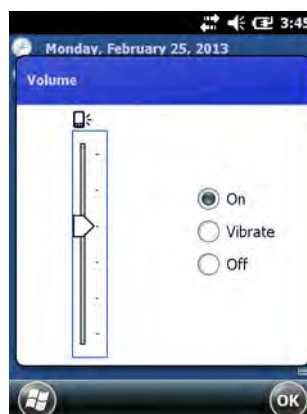 3:45
Monday, February 25, 2013
Volume
On
Vibrate
Off
OK